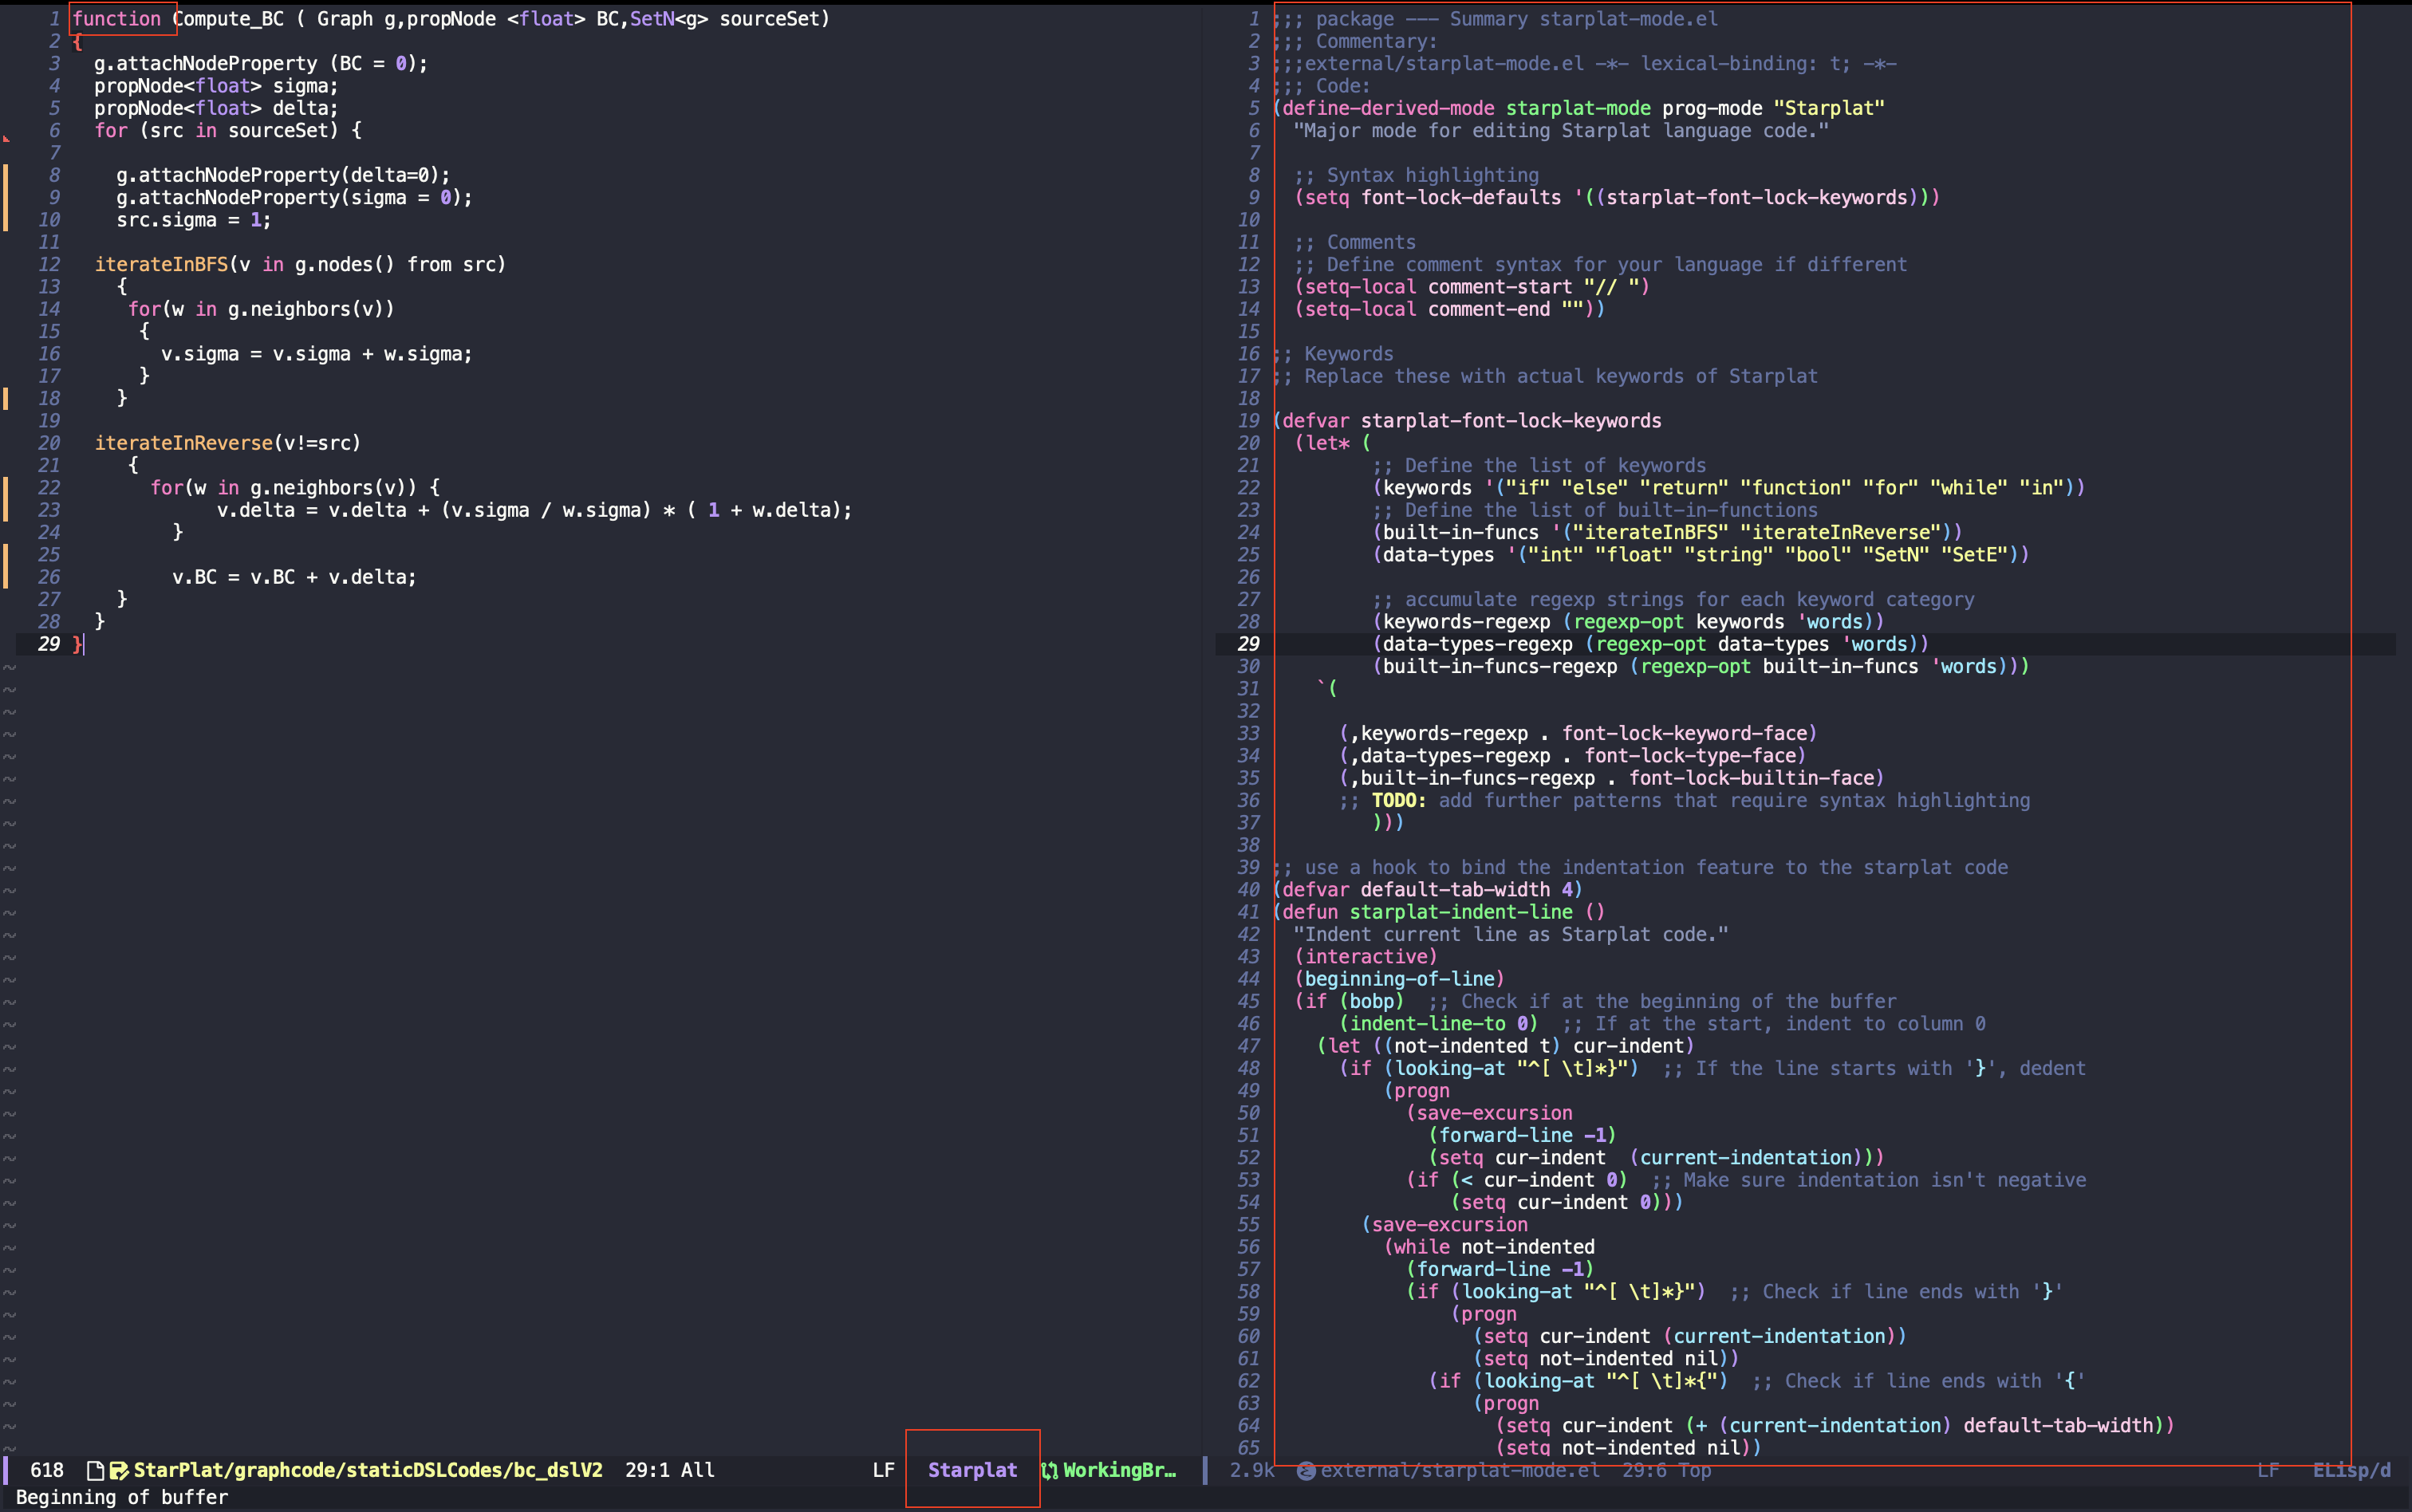 1 function Compute_BC ( Graph g,propNode <float> BC,SetN<g> sourceSet)
2 {
3 g.attachNodeProperty (BC = 0);
4 propNode<float> sigma;
5 propNode<float> delta;
6 for (src in sourceSet) {
7
8 g.attachNodeProperty(delta=0);
9 g.attachNodeProperty(sigma = 0);
10 src.sigma = 1;
11
12 iterateInBFS(v in g.nodes() from src)
13 {
14 for(w in g.neighbors(v))
15 {
16 v.sigma = v.sigma + w.sigma;
17 }
18 }
19
20 iterateInReverse(v!=src)
21 {
22 for(w in g.neighbors(v)) {
23 v.delta = v.delta + (v.sigma / w.sigma) * ( 1 + w.delta);
24 }
25
26 v.BC = v.BC + v.delta;
27 }
28 }
29 }
618 StarPlat/graphcode/staticDSLCodes/bc_dslV2 29:1 All LF Starplat WorkingBr…
Beginning of buffer
1 ;;; package --- Summary starplat-mode.el
2 ;;; Commentary:
3 ;;;external/starplat-mode.el -*- lexical-binding: t; -*-
4 ;;; Code:
5 (define-derived-mode starplat-mode prog-mode "Starplat"
6 "Major mode for editing Starplat language code."
7
8 ;; Syntax highlighting
9 (setq font-lock-defaults '((starplat-font-lock-keywords)))
10
11 ;; Comments
12 ;; Define comment syntax for your language if different
13 (setq-local comment-start "// ")
14 (setq-local comment-end ""))
15
16 ;; Keywords
17 ;; Replace these with actual keywords of Starplat
18
19 (defvar starplat-font-lock-keywords
20 (let* (
21 ;; Define the list of keywords
22 (keywords '("if" "else" "return" "function" "for" "while" "in"))
23 ;; Define the list of built-in-functions
24 (built-in-funcs '("iterateInBFS" "iterateInReverse"))
25 (data-types '("int" "float" "string" "bool" "SetN" "SetE"))
26
27 ;; accumulate regexp strings for each keyword category
28 (keywords-regexp (regexp-opt keywords 'words))
29 (data-types-regexp (regexp-opt data-types 'words))
30 (built-in-funcs-regexp (regexp-opt built-in-funcs 'words)))
31 `(
32
33 (,keywords-regexp . font-lock-keyword-face)
34 (,data-types-regexp . font-lock-type-face)
35 (,built-in-funcs-regexp . font-lock-builtin-face)
36 ;; TODO: add further patterns that require syntax highlighting
37 )))
38
39 ;; use a hook to bind the indentation feature to the starplat code
40 (defvar default-tab-width 4)
41 (defun starplat-indent-line ()
42 "Indent current line as Starplat code."
43 (interactive)
44 (beginning-of-line)
45 (if (bobp) ;; Check if at the beginning of the buffer
46 (indent-line-to 0) ;; If at the start, indent to column 0
47 (let ((not-indented t) cur-indent)
48 (if (looking-at "^[ \t]*}") ;; If the line starts with '}', dedent
49 (progn
50 (save-excursion
51 (forward-line -1)
52 (setq cur-indent (current-indentation)))
53 (if (< cur-indent 0) ;; Make sure indentation isn't negative
54 (setq cur-indent 0)))
55 (save-excursion
56 (while not-indented
57 (forward-line -1)
58 (if (looking-at "^[ \t]*}") ;; Check if line ends with '}'
59 (progn
60 (setq cur-indent (current-indentation))
61 (setq not-indented nil))
62 (if (looking-at "^[ \t]*{") ;; Check if line ends with '{'
63 (progn
64 (setq cur-indent (+ (current-indentation) default-tab-width))
65 (setq not-indented nil))
2.9k external/starplat-mode.el 29:6 Top LF ELisp/d